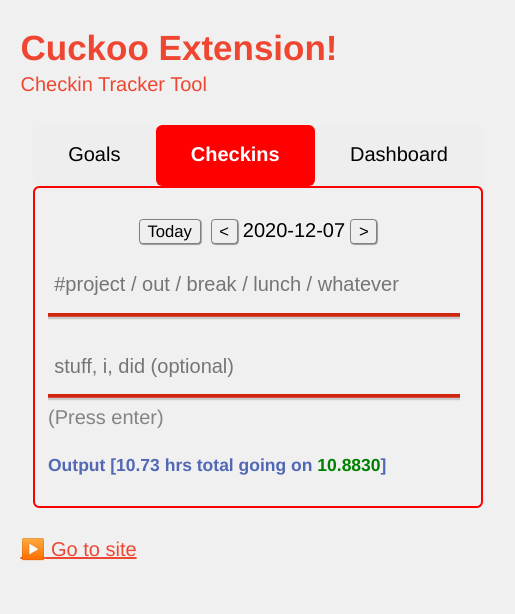 Cuckoo Extension!
Checkin Tracker Tool
Goals Checkins Dashboard
Today < 2020-12-07 >
#project / out / break / lunch / whatever
stuff, i, did (optional)
(Press enter)
Output [10.73 hrs total going on 10.8830]
▶️ Go to site